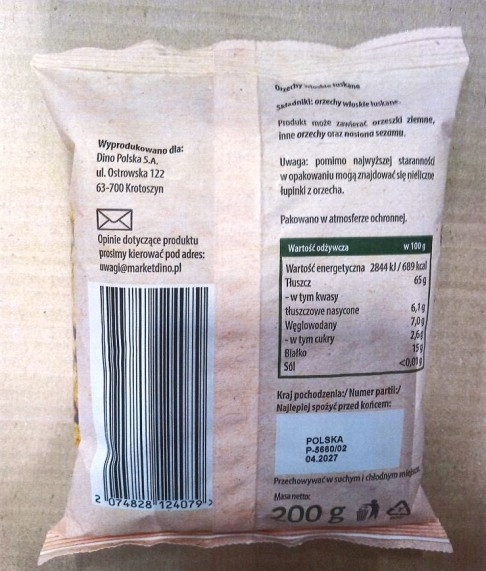 Wyprodukowano dla:
Dino Polska S.A.
ul. Ostrowska 122
63-700 Krotoszyn
Opinie dotyczące produktu
prosimy kierować pod adres:
uwagi@marketdino.pl
2 074828 124079 >
Orzechy włoskie łuskane
Składniki: orzechy włoskie łuskane.
Produkt może zawierać orzeszki ziemne,
inne orzechy oraz nasiona sezamu.
Uwaga: pomimo najwyższej staranności
w opakowaniu mogą znajdować się nieliczne
łupinki z orzecha.
Pakowano w atmosferze ochronnej.
Wartość odżywcza w 100 g
Wartość energetyczna 2844 kJ / 689 kcal
Tłuszcz 65 g
- w tym kwasy
tłuszczowe nasycone 6,1 g
Węglowodany 7,0 g
- w tym cukry 2,6 g
Białko 15 g
Sól <0,01 g
Kraj pochodzenia:/ Numer partii:/
Najlepiej spożyć przed końcem:
POLSKA
P-5660/02
04.2027
Przechowywać w suchym i chłodnym miejscu.
Masa netto:
200 g